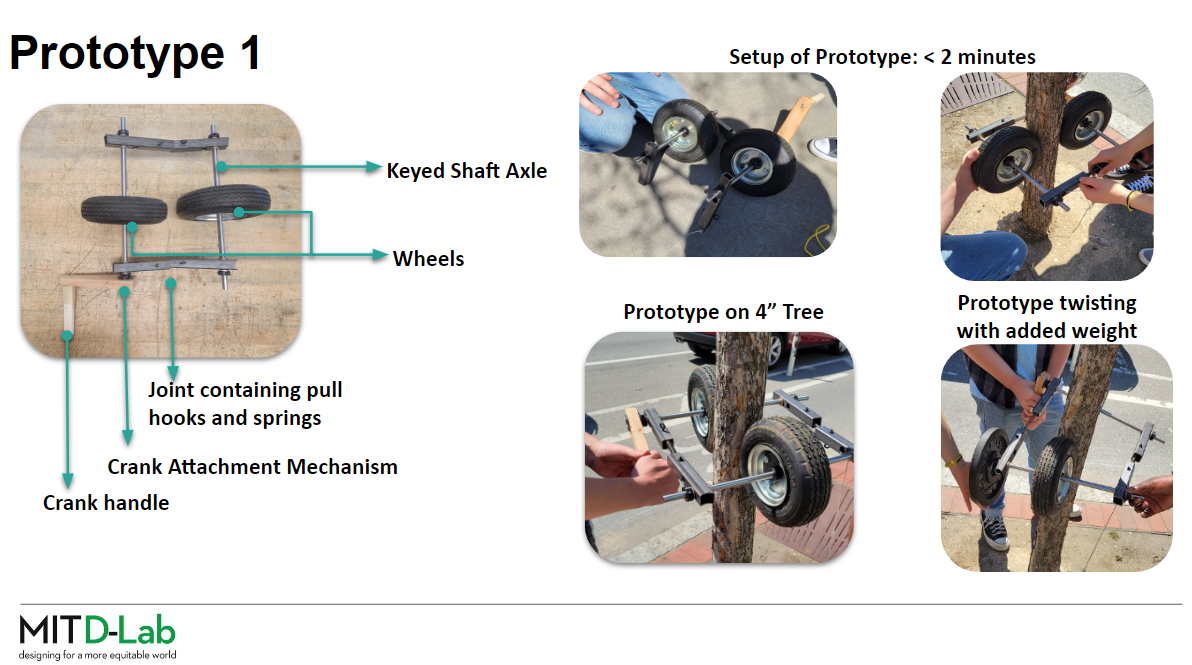 Prototype 1
Keyed Shaft Axle
Wheels
Joint containing pull
hooks and springs
Crank Attachment Mechanism
Crank handle
Setup of Prototype: < 2 minutes
Prototype on 4” Tree
Prototype twisting
with added weight
MIT D-Lab
designing for a more equitable world